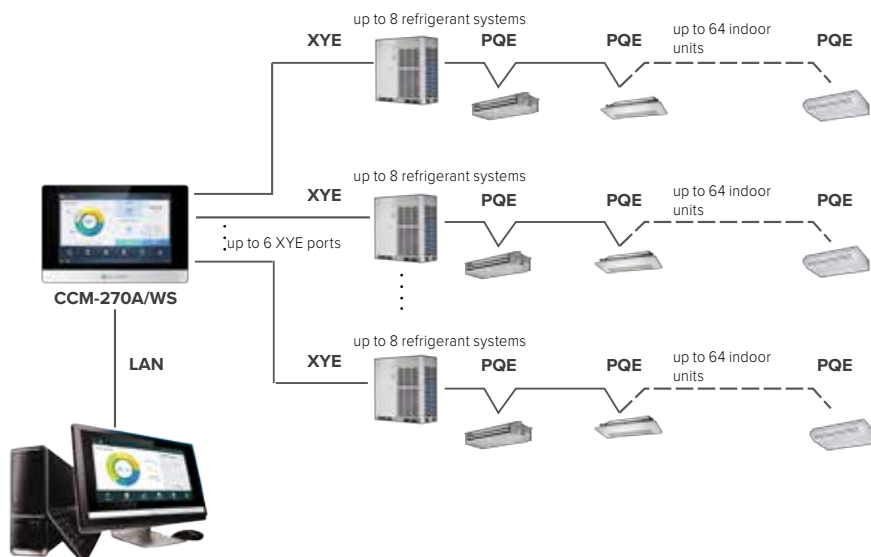 up to 8 refrigerant systems
XYE
PQE
PQE
up to 64 indoor
units
PQE
up to 8 refrigerant systems
XYE
PQE
PQE
up to 64 indoor
units
PQE
up to 6 XYE ports
CCM-270A/WS
up to 8 refrigerant systems
XYE
PQE
PQE
up to 64 indoor
units
PQE
LAN